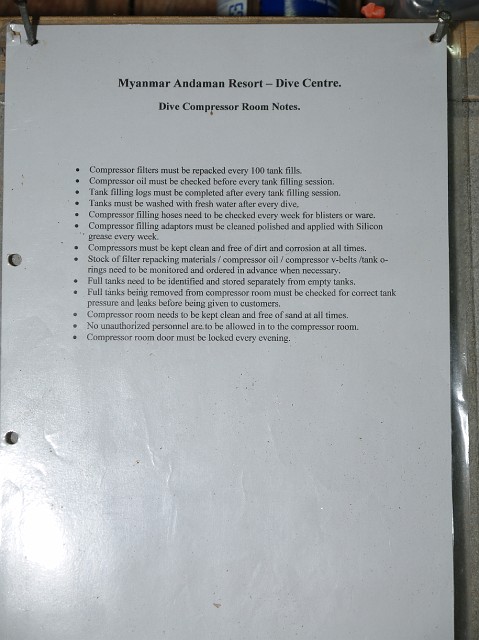 Myanmar Andaman Resort – Dive Centre.
Dive Compressor Room Notes.
• Compressor filters must be repacked every 100 tank fills.
• Compressor oil must be checked before every tank filling session.
• Tank filling logs must be completed after every tank filling session.
• Tanks must be washed with fresh water after every dive.
• Compressor filling hoses need to be checked every week for blisters or ware.
• Compressor filling adaptors must be cleaned polished and applied with Silicon
grease every week.
• Compressors must be kept clean and free of dirt and corrosion at all times.
• Stock of filter repacking materials / compressor oil / compressor v-belts /tank o-
rings need to be monitored and ordered in advance when necessary.
• Full tanks need to be identified and stored separately from empty tanks.
• Full tanks being removed from compressor room must be checked for correct tank
pressure and leaks before being given to customers.
• Compressor room needs to be kept clean and free of sand at all times.
• No unauthorized personnel are to be allowed in to the compressor room.
• Compressor room door must be locked every evening.